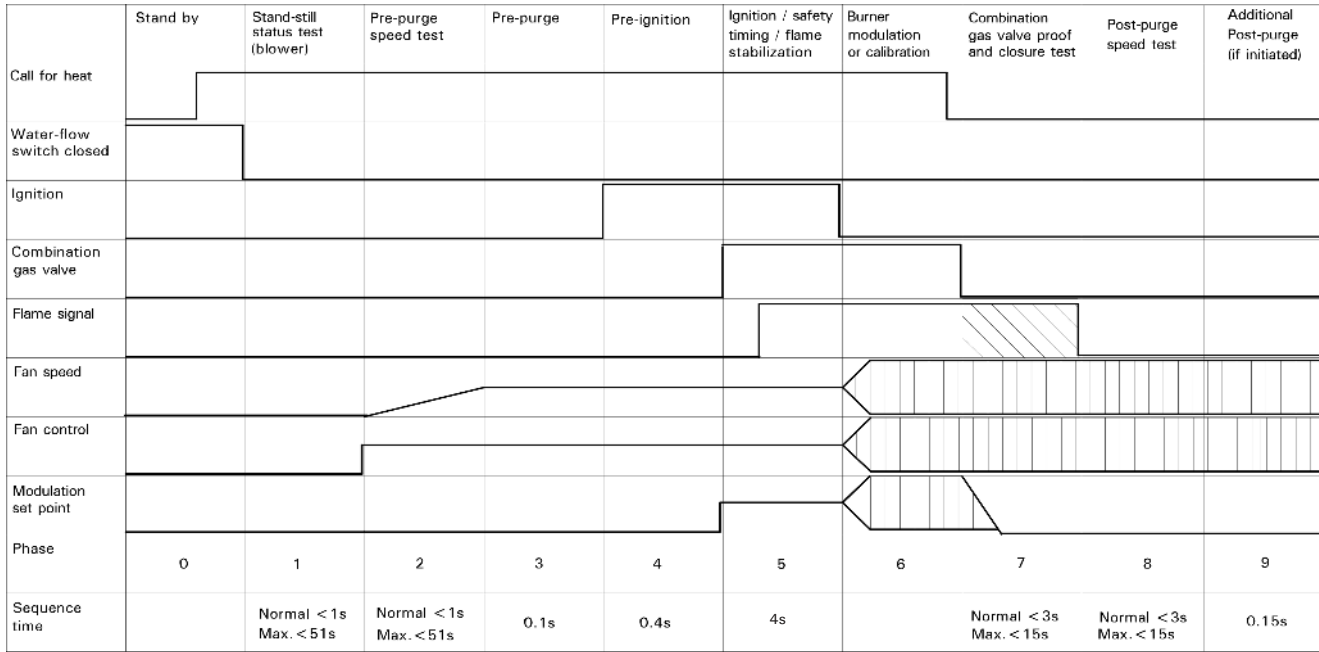 Stand by
Stand-still
status test
(blower)
Pre-purge
speed test
Pre-purge
Pre-ignition
Ignition / safety
timing / flame
stabilization
Burner
modulation
or calibration
Combination
gas valve proof
and closure test
Post-purge
speed test
Additional
Post-purge
(if initiated)
Call for heat
Water-flow
switch closed
Ignition
Combination
gas valve
Flame signal
Fan speed
Fan control
Modulation
set point
Phase
0 1 2 3 4 5 6 7 8 9
Sequence
time
Normal <1s
Max.<51s
Normal <1s
Max.<51s
0.1s
0.4s
4s
Normal <3s
Max.<15s
Normal <3s
Max.<15s
0.15s